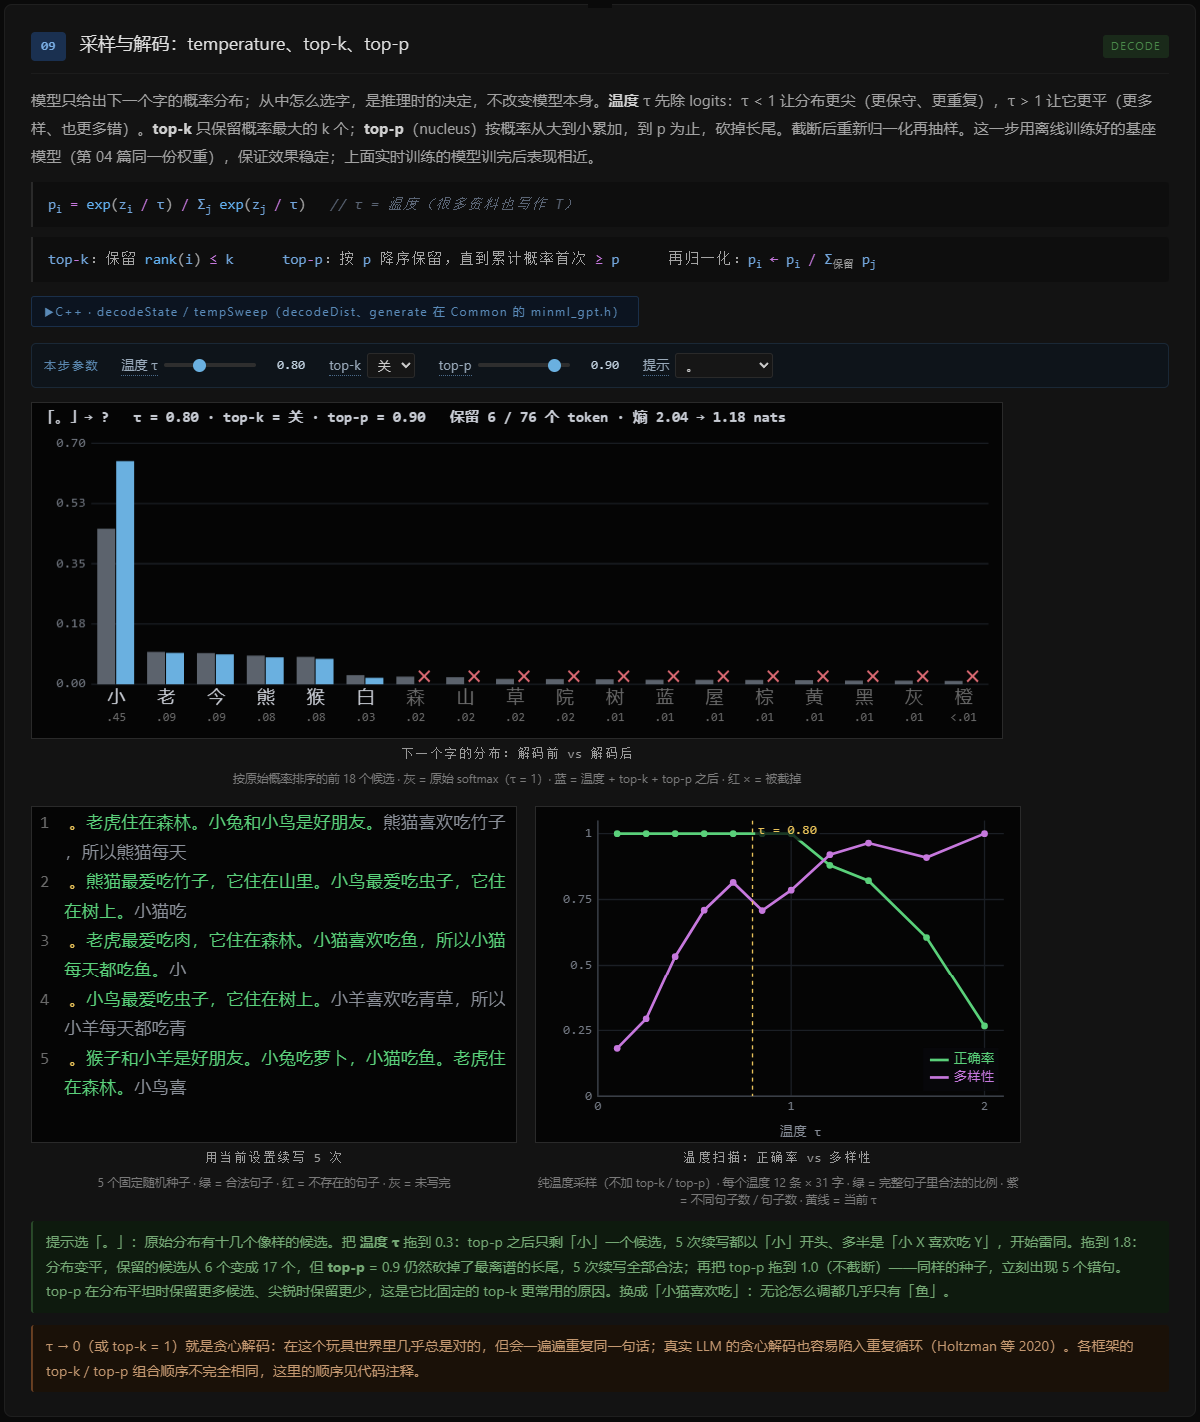 09 采样与解码：temperature、top-k、top-p
DECODE
模型只给出下一个字的概率分布；从中怎么选字，是推理时的决定，不改变模型本身。温度 τ 先除 logits：τ < 1 让分布更尖（更保守、更重复），τ > 1 让它更平（更多
样、也更多错）。top-k 只保留概率最大的 k 个；top-p（nucleus）按概率从大到小累加，到 p 为止，砍掉长尾。截断后重新归一化再抽样。这一步用离线训练好的基座
模型（第 04 篇同一份权重），保证效果稳定；上面实时训练的模型训完后表现相近。
pi = exp(zi / τ) / Σj exp(zj / τ) // τ = 温度（很多资料也写作 T）
top-k：保留 rank(i) ≤ k top-p：按 p 降序保留，直到累计概率首次 ≥ p 再归一化：pi ← pi / Σ保留 pj
▶C++ · decodeState / tempSweep（decodeDist、generate 在 Common 的 minml_gpt.h）
本步参数 温度 τ 0.80 top-k 关 top-p 0.90 提示 。
「。」→ ? τ = 0.80 · top-k = 关 · top-p = 0.90 保留 6 / 76 个 token · 熵 2.04 → 1.18 nats
0.70
0.53
0.35
0.18
0.00
小 老 今 熊 猴 白 森 山 草 院 树 蓝 屋 棕 黄 黑 灰 橙
.45 .09 .09 .08 .08 .03 .02 .02 .02 .02 .01 .01 .01 .01 .01 .01 .01 <.01
下一个字的分布：解码前 vs 解码后
按原始概率排序的前 18 个候选 · 灰 = 原始 softmax（τ = 1）· 蓝 = 温度 + top-k + top-p 之后 · 红 × = 被截掉
1 。老虎住在森林。小兔和小鸟是好朋友。熊猫喜欢吃竹子
，所以熊猫每天
2 。熊猫最爱吃竹子，它住在山里。小鸟最爱吃虫子，它住
在树上。小猫吃
3 。老虎最爱吃肉，它住在森林。小猫喜欢吃鱼，所以小猫
每天都吃鱼。小
4 。小鸟最爱吃虫子，它住在树上。小羊喜欢吃青草，所以
小羊每天都吃青
5 。猴子和小羊是好朋友。小兔吃萝卜，小猫吃鱼。老虎住
在森林。小鸟喜
用当前设置续写 5 次
5 个固定随机种子 · 绿 = 合法句子 · 红 = 不存在的句子 · 灰 = 未写完
τ = 0.80
1
0.75
0.5
0.25
0
正确率
多样性
0 1 2
温度 τ
温度扫描：正确率 vs 多样性
纯温度采样（不加 top-k / top-p）· 每个温度 12 条 × 31 字 · 绿 = 完整句子里合法的比例 · 紫
= 不同句子数 / 句子数 · 黄线 = 当前 τ
提示选「。」：原始分布有十几个像样的候选。把 温度 τ 拖到 0.3：top-p 之后只剩「小」一个候选，5 次续写都以「小」开头、多半是「小 X 喜欢吃 Y」，开始雷同。拖到 1.8：
分布变平，保留的候选从 6 个变成 17 个，但 top-p = 0.9 仍然砍掉了最离谱的长尾，5 次续写全部合法；再把 top-p 拖到 1.0（不截断）——同样的种子，立刻出现 5 个错句。
top-p 在分布平坦时保留更多候选、尖锐时保留更少，这是它比固定的 top-k 更常用的原因。换成「小猫喜欢吃」：无论怎么调都几乎只有「鱼」。
τ → 0（或 top-k = 1）就是贪心解码：在这个玩具世界里几乎总是对的，但会一遍遍重复同一句话；真实 LLM 的贪心解码也容易陷入重复循环（Holtzman 等 2020）。各框架的
top-k / top-p 组合顺序不完全相同，这里的顺序见代码注释。